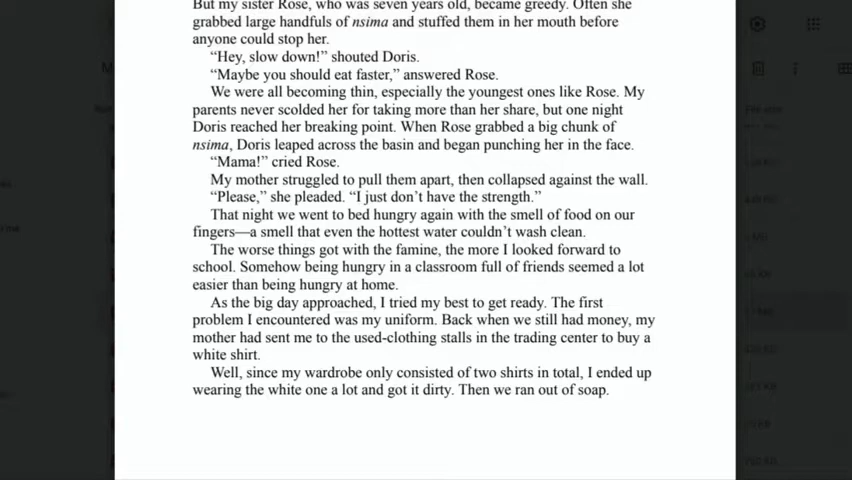 But my sister Rose, who was seven years old, became greedy. Often she
grabbed large handfuls of nsima and stuffed them in her mouth before
anyone could stop her.
“Hey, slow down!” shouted Doris.
“Maybe you should eat faster,” answered Rose.
We were all becoming thin, especially the youngest ones like Rose. My
parents never scolded her for taking more than her share, but one night
Doris reached her breaking point. When Rose grabbed a big chunk of
nsima, Doris leaped across the basin and began punching her in the face.
“Mama!” cried Rose.
My mother struggled to pull them apart, then collapsed against the wall.
“Please,” she pleaded. “I just don’t have the strength.”
That night we went to bed hungry again with the smell of food on our
fingers—a smell that even the hottest water couldn’t wash clean.
The worse things got with the famine, the more I looked forward to
school. Somehow being hungry in a classroom full of friends seemed a lot
easier than being hungry at home.
As the big day approached, I tried my best to get ready. The first
problem I encountered was my uniform. Back when we still had money, my
mother had sent me to the used-clothing stalls in the trading center to buy a
white shirt.
Well, since my wardrobe only consisted of two shirts in total, I ended up
wearing the white one a lot and got it dirty. Then we ran out of soap.